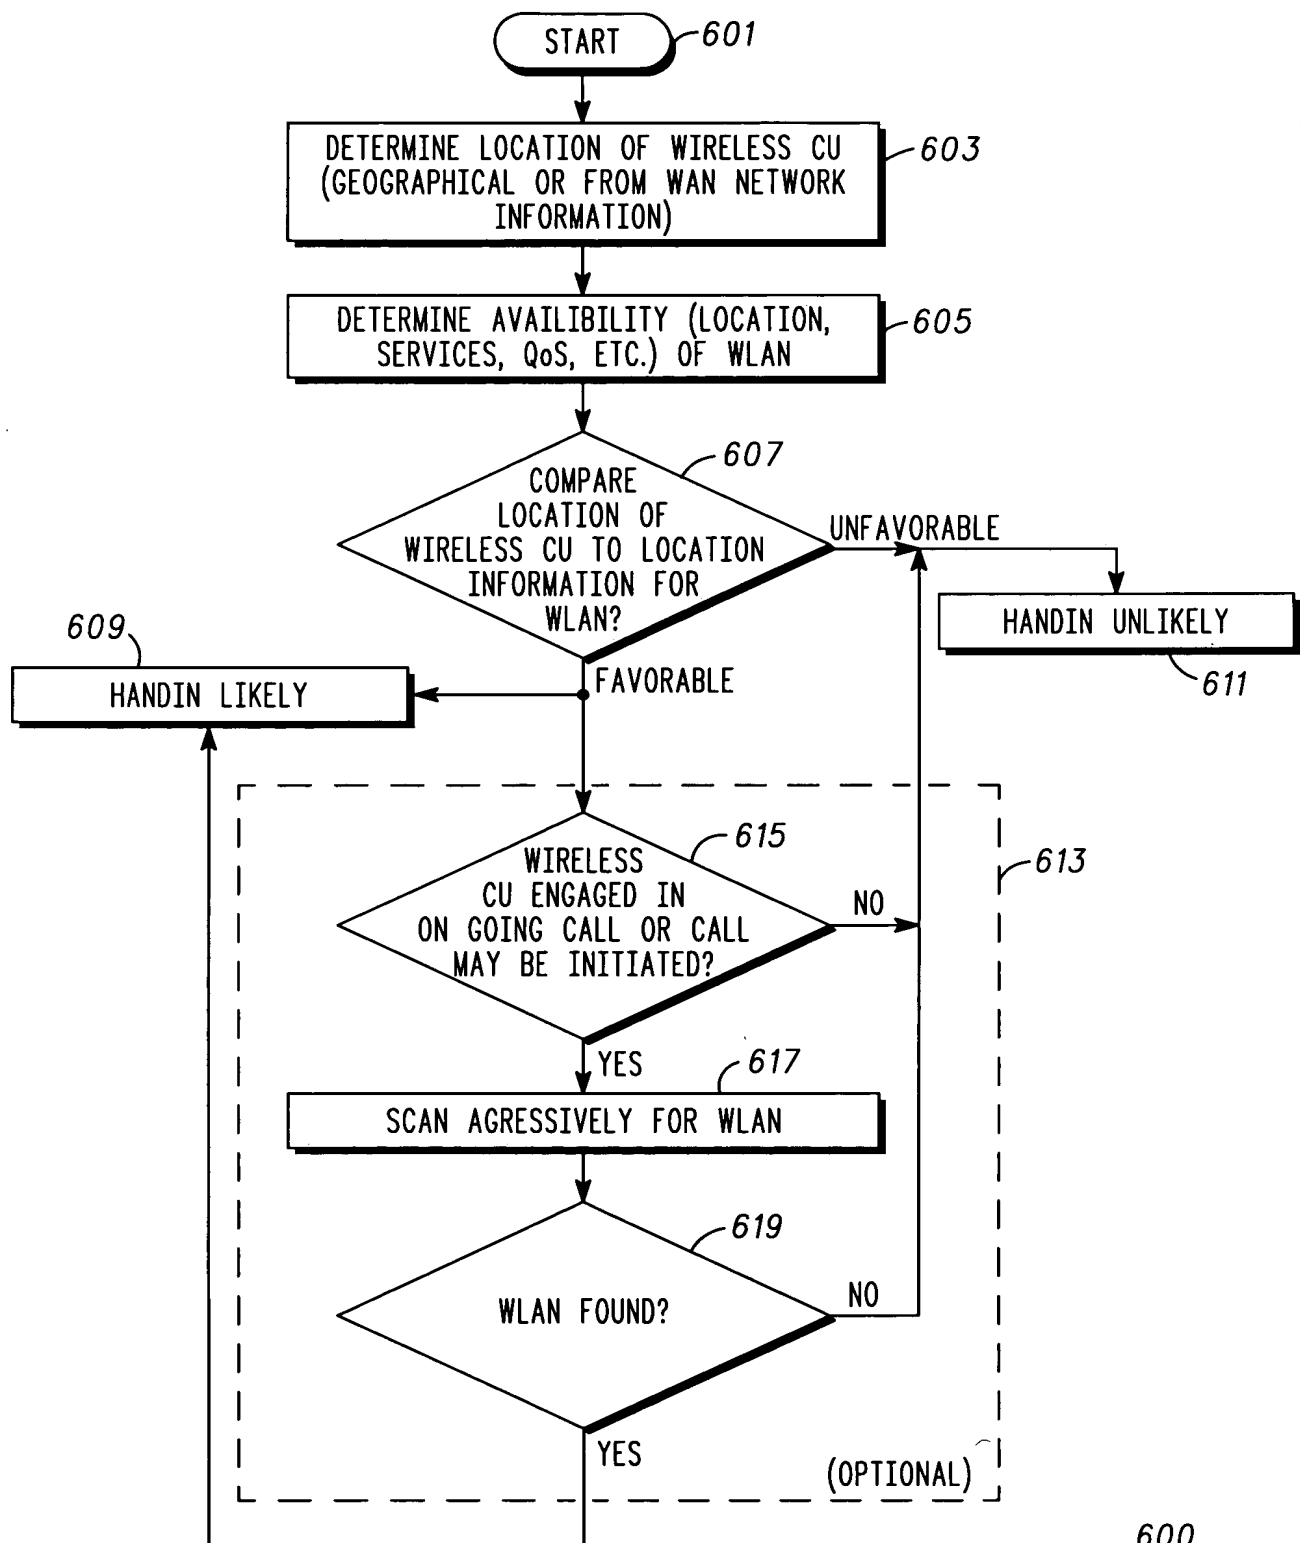 START
601
DETERMINE LOCATION OF WIRELESS CU
(GEOGRAPHICAL OR FROM WAN NETWORK
INFORMATION)
603
DETERMINE AVAILIBILITY (LOCATION,
SERVICES, QoS, ETC.) OF WLAN
605
607
COMPARE
LOCATION OF
WIRELESS CU TO LOCATION
INFORMATION FOR
WLAN?
UNFAVORABLE
HANDIN UNLIKELY
611
609
HANDIN LIKELY
FAVORABLE
615
WIRELESS
CU ENGAGED IN
ON GOING CALL OR CALL
MAY BE INITIATED?
NO
613
YES
617
SCAN AGRESSIVELY FOR WLAN
619
WLAN FOUND?
NO
YES
(OPTIONAL)
600